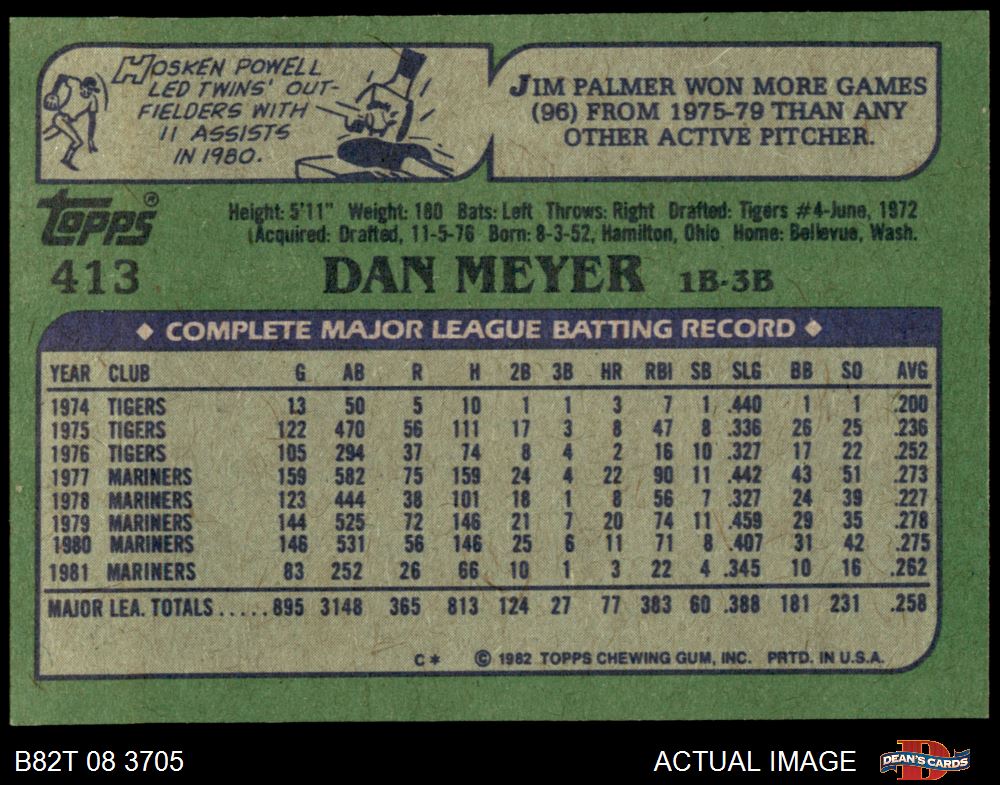 HOSKEN POWELL
LED TWINS' OUT-
FIELDERS WITH
11 ASSISTS
IN 1980.
JIM PALMER WON MORE GAMES
(96) FROM 1975-79 THAN ANY
OTHER ACTIVE PITCHER.
Topps®
Height: 5'11" Weight: 180 Bats: Left Throws: Right Drafted: Tigers #4-June, 1972
Acquired: Drafted, 11-5-76 Born: 8-3-52, Hamilton, Ohio Home: Bellevue, Wash.
413 DAN MEYER 1B-3B
◆ COMPLETE MAJOR LEAGUE BATTING RECORD ◆
YEAR CLUB G AB R H 2B 3B HR RBI SB SLG BB SO AVG
1974 TIGERS 13 50 5 10 1 1 3 7 1 .440 1 1 .200
1975 TIGERS 122 470 56 111 17 3 8 47 8 .336 26 25 .236
1976 TIGERS 105 294 37 74 8 4 2 16 10 .327 17 22 .252
1977 MARINERS 159 582 75 159 24 4 22 90 11 .442 43 51 .273
1978 MARINERS 123 444 38 101 18 1 8 56 7 .327 24 39 .227
1979 MARINERS 144 525 72 146 21 7 20 74 11 .459 29 35 .278
1980 MARINERS 146 531 56 146 25 6 11 71 8 .407 31 42 .275
1981 MARINERS 83 252 26 66 10 1 3 22 4 .345 10 16 .262
MAJOR LEA. TOTALS.....895 3148 365 813 124 27 77 383 60 .388 181 231 .258
C* © 1982 TOPPS CHEWING GUM, INC. PRTD. IN U.S.A.
B82T 08 3705 ACTUAL IMAGE D DEAN'S CARDS